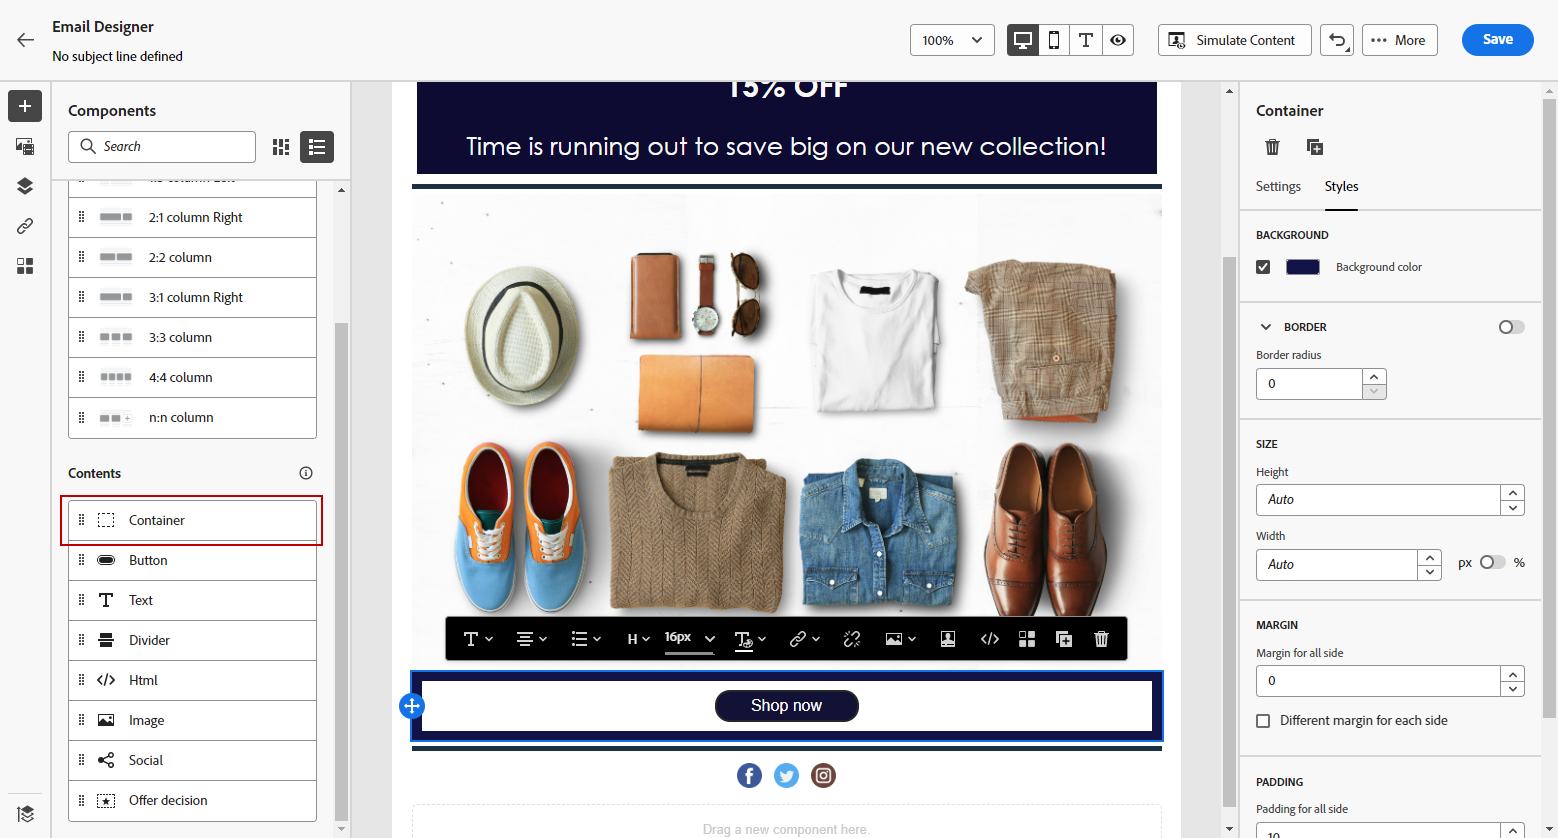 Email Designer
No subject line defined
100%
Simulate Content
More
Save
Components
Search
2:1 column Right
2:2 column
3:1 column Right
3:3 column
4:4 column
n:n column
Contents
Container
Button
Text
Divider
Html
Image
Social
Offer decision
15% OFF
Time is running out to save big on our new collection!
H
16px
Shop now
Drag a new component here.
Container
Settings
Styles
BACKGROUND
Background color
BORDER
Border radius
0
SIZE
Height
Auto
Width
Auto
px
%
MARGIN
Margin for all side
0
Different margin for each side
PADDING
Padding for all side
10